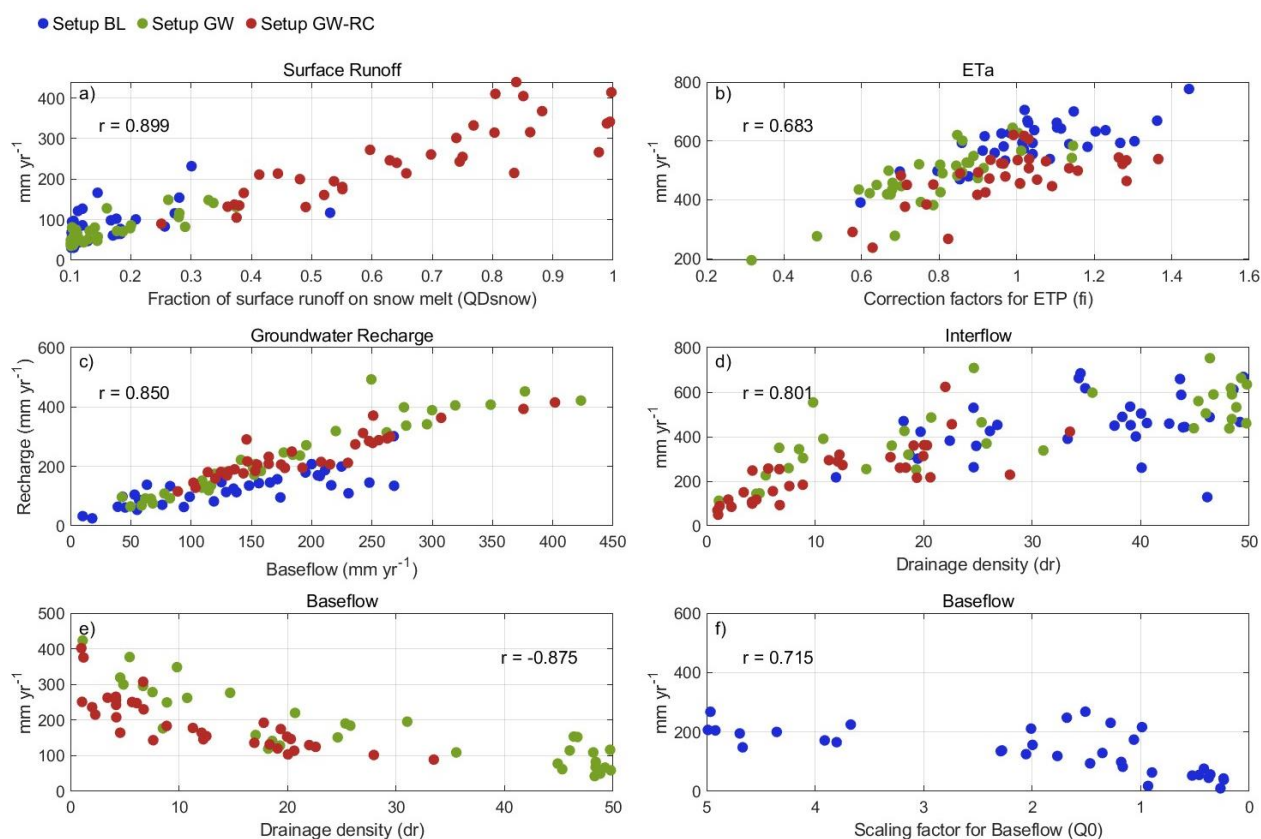 Setup BL Setup GW Setup GW-RC
Surface Runoff
a)
r = 0.899
mm yr-1
400
300
200
100
0
0.1 0.2 0.3 0.4 0.5 0.6 0.7 0.8 0.9 1
Fraction of surface runoff on snow melt (QDsnow)
ETa
b)
r = 0.683
mm yr-1
800
600
400
200
0.2 0.4 0.6 0.8 1 1.2 1.4 1.6
Correction factors for ETP (fi)
Groundwater Recharge
c)
r = 0.850
Recharge (mm yr-1)
600
400
200
0
0 50 100 150 200 250 300 350 400 450
Baseflow (mm yr-1)
Interflow
d)
r = 0.801
mm yr-1
800
600
400
200
0
0 10 20 30 40 50
Drainage density (dr)
Baseflow
e)
r = -0.875
mm yr-1
500
400
300
200
100
0
0 10 20 30 40 50
Drainage density (dr)
Baseflow
f)
r = 0.715
mm yr-1
600
400
200
0
5 4 3 2 1 0
Scaling factor for Baseflow (Q0)